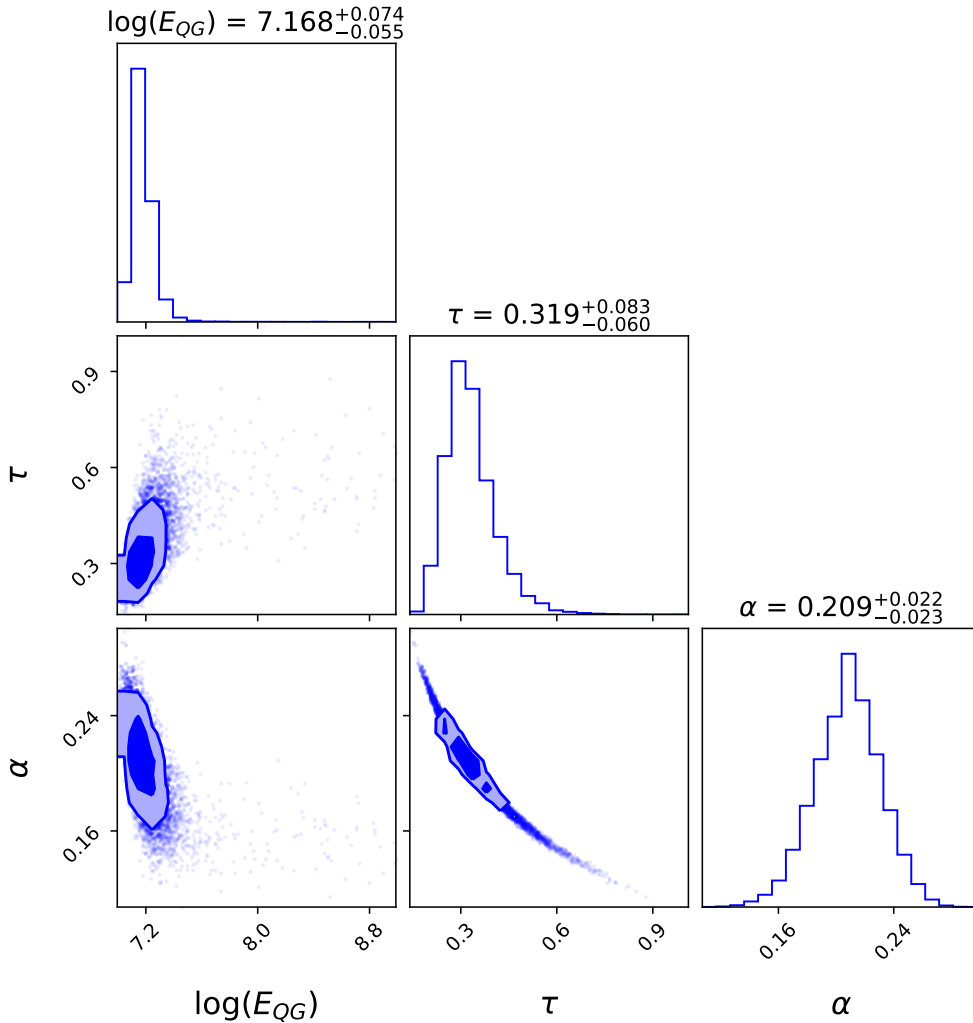 log(E_QG) = 7.168^{+0.074}_{−0.055}
τ = 0.319^{+0.083}_{−0.060}
0.9
0.6
0.3
τ
α = 0.209^{+0.022}_{−0.023}
0.24
0.16
α
7.2 8.0 8.8 0.3 0.6 0.9 0.16 0.24
log(E_QG) τ α